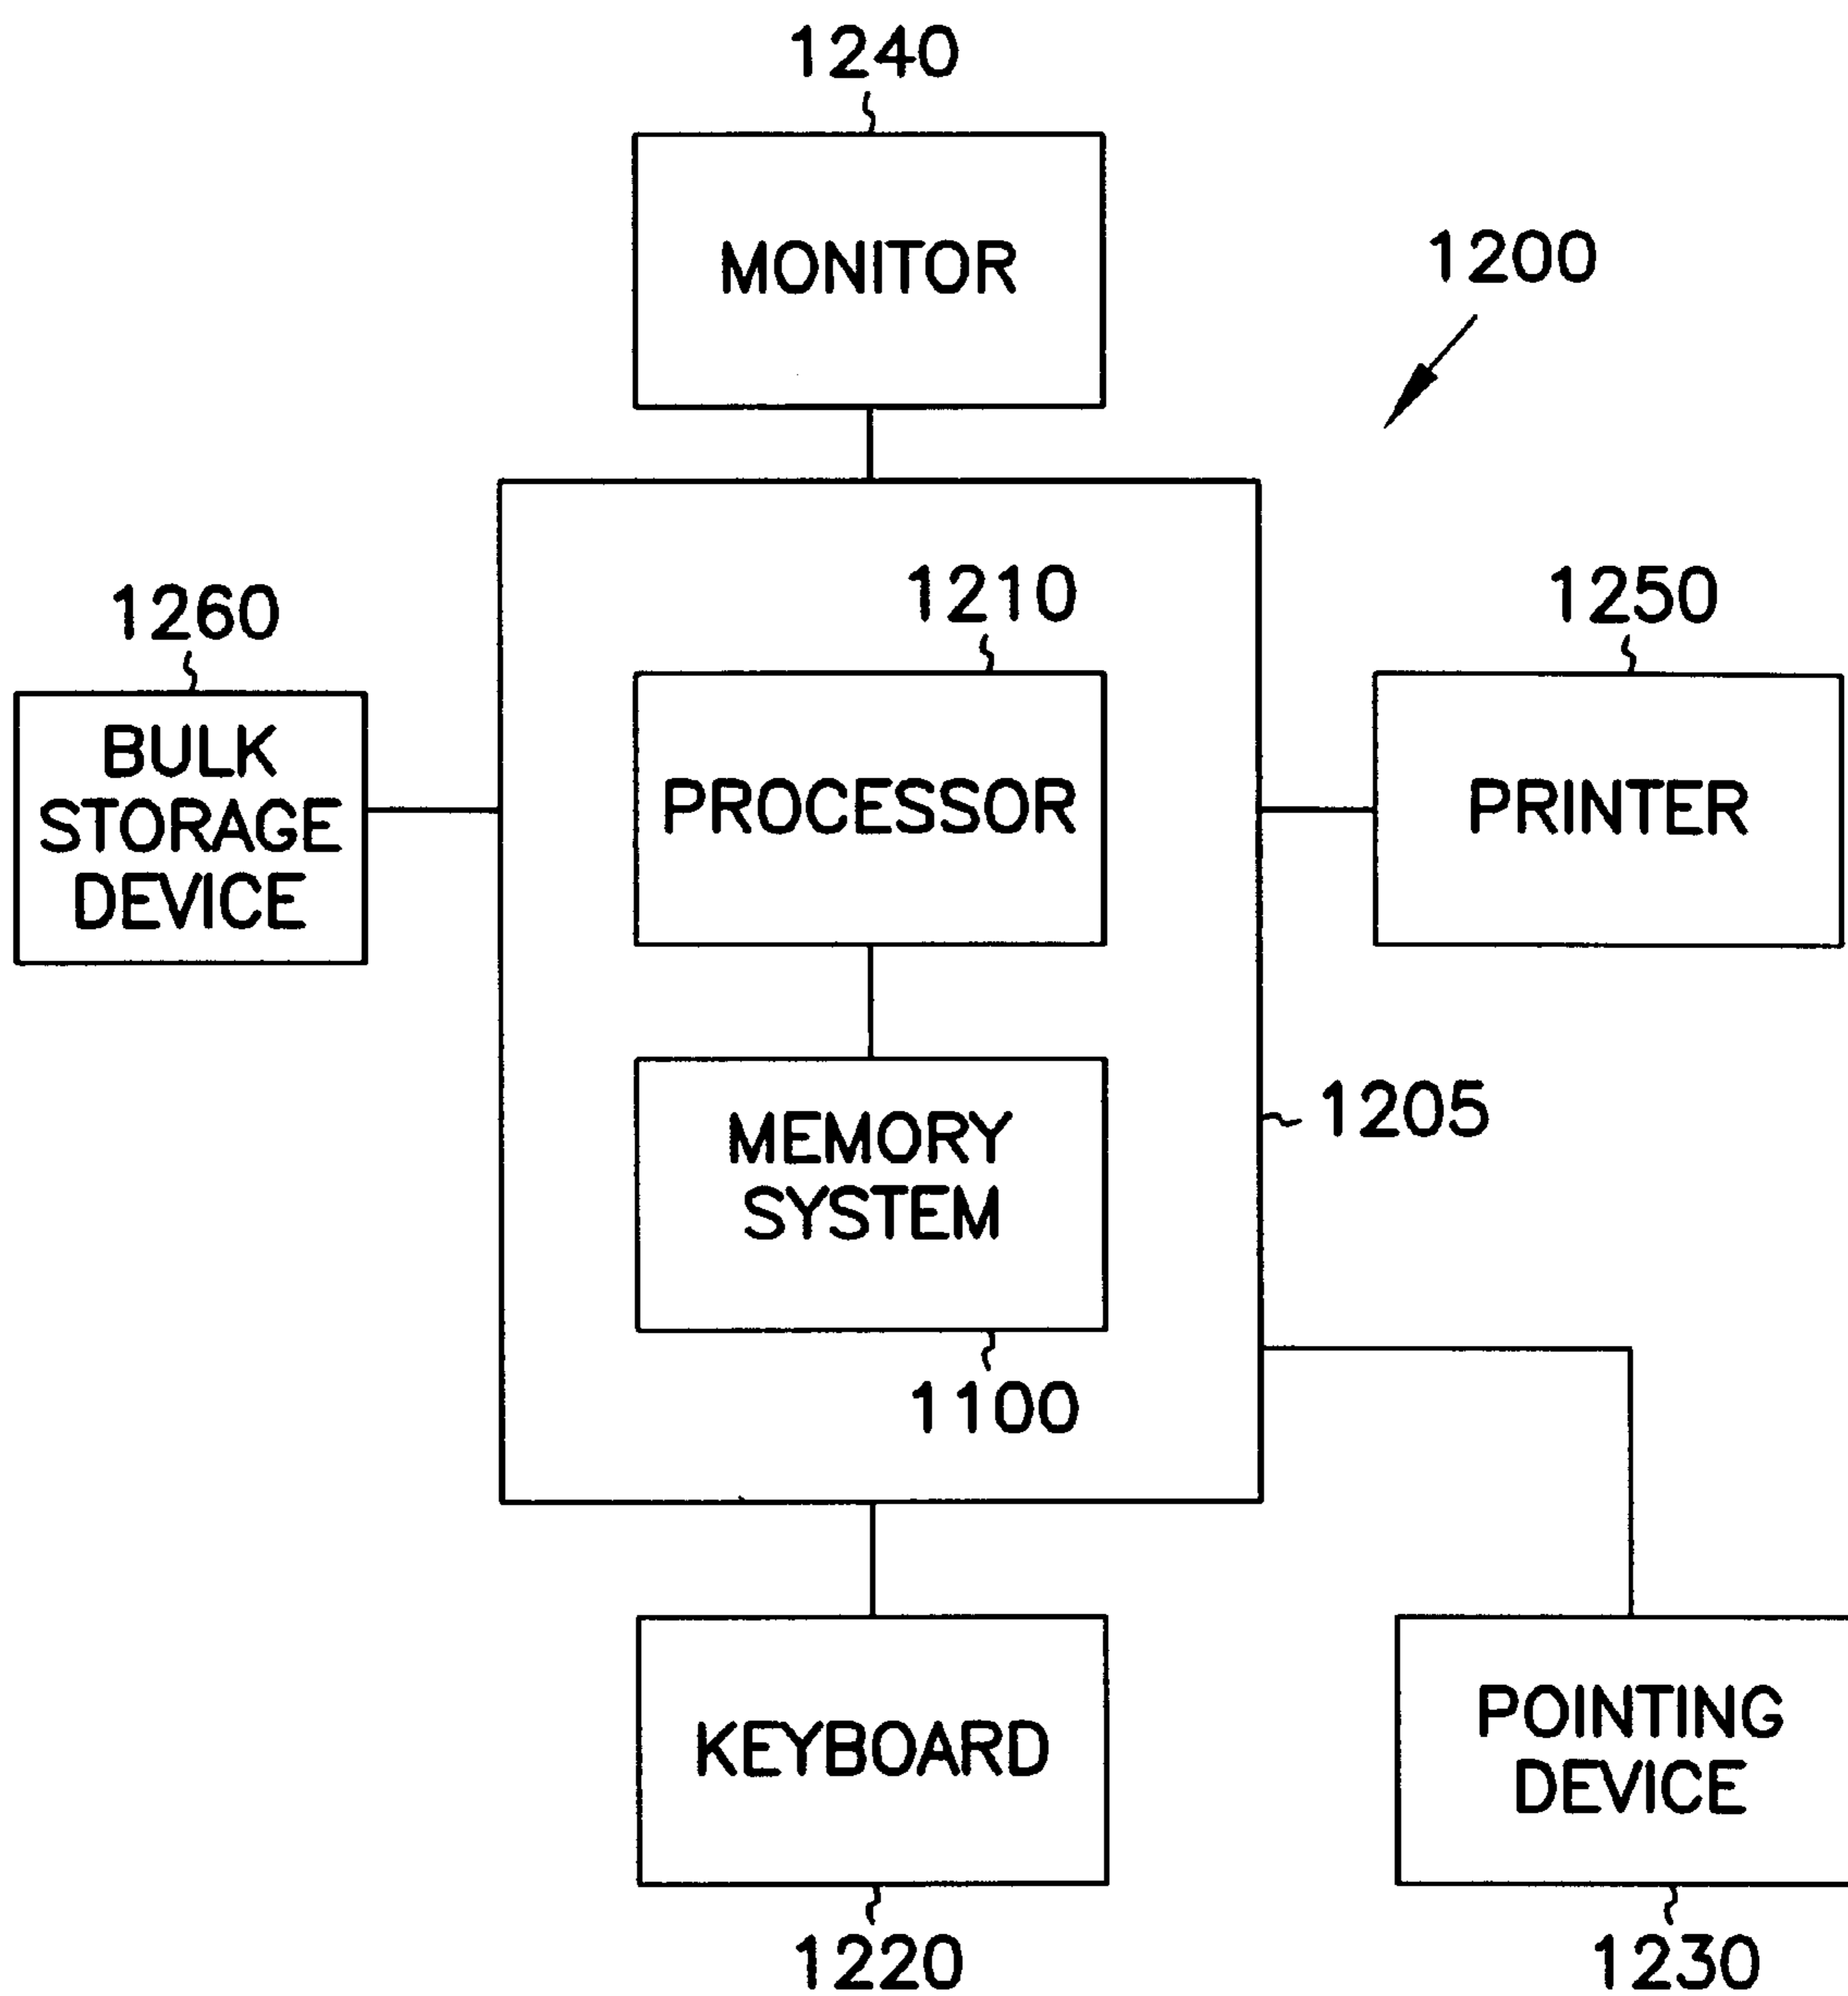 1240
MONITOR
1200
1260
BULK
STORAGE
DEVICE
1210
PROCESSOR
1250
PRINTER
MEMORY
SYSTEM
1205
1100
KEYBOARD
1220
POINTING
DEVICE
1230